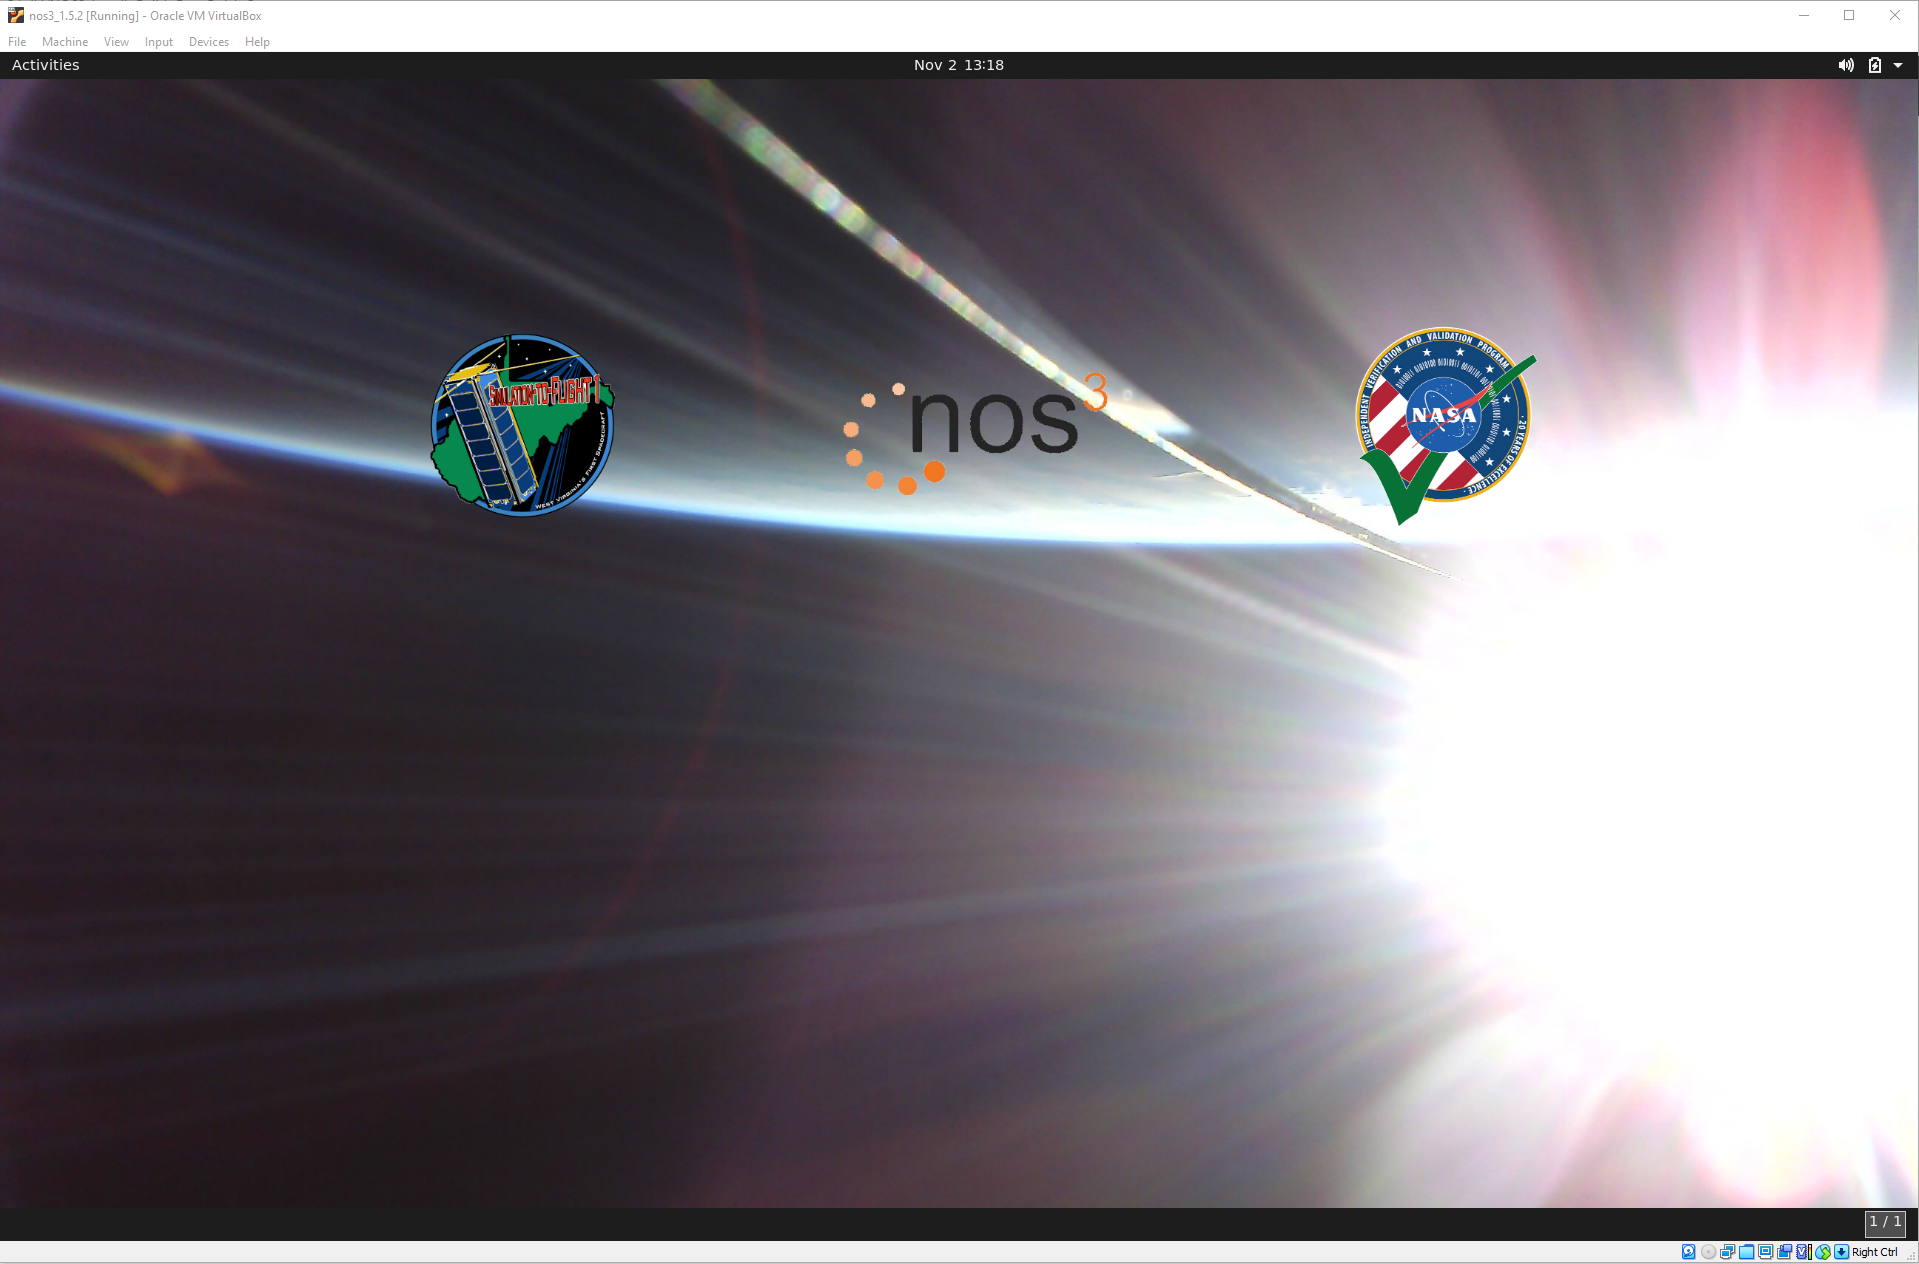 nos3_1.5.2 [Running] - Oracle VM VirtualBox
File Machine View Input Devices Help
Activities
Nov 2 13:18
SIMULATION-TO-FLIGHT 1
WEST VIRGINIA'S FIRST SPACECRAFT
nos3
INDEPENDENT VERIFICATION AND VALIDATION PROGRAM
NASA
· 20 YEARS OF EXCELLENCE ·
1 / 1
Right Ctrl